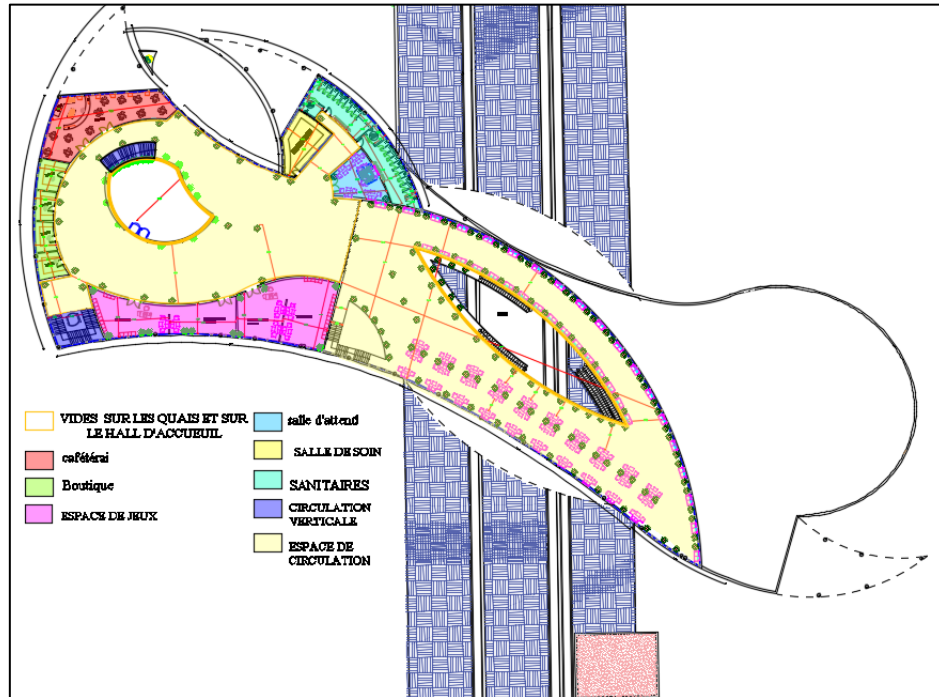 VIDES SUR LES QUAIS ET SUR
LE HALL D'ACCUEUIL
cafétérai
Boutique
ESPACE DE JEUX
salle d'attend
SALLE DE SOIN
SANITAIRES
CIRCULATION
VERTICALE
ESPACE DE
CIRCULATION